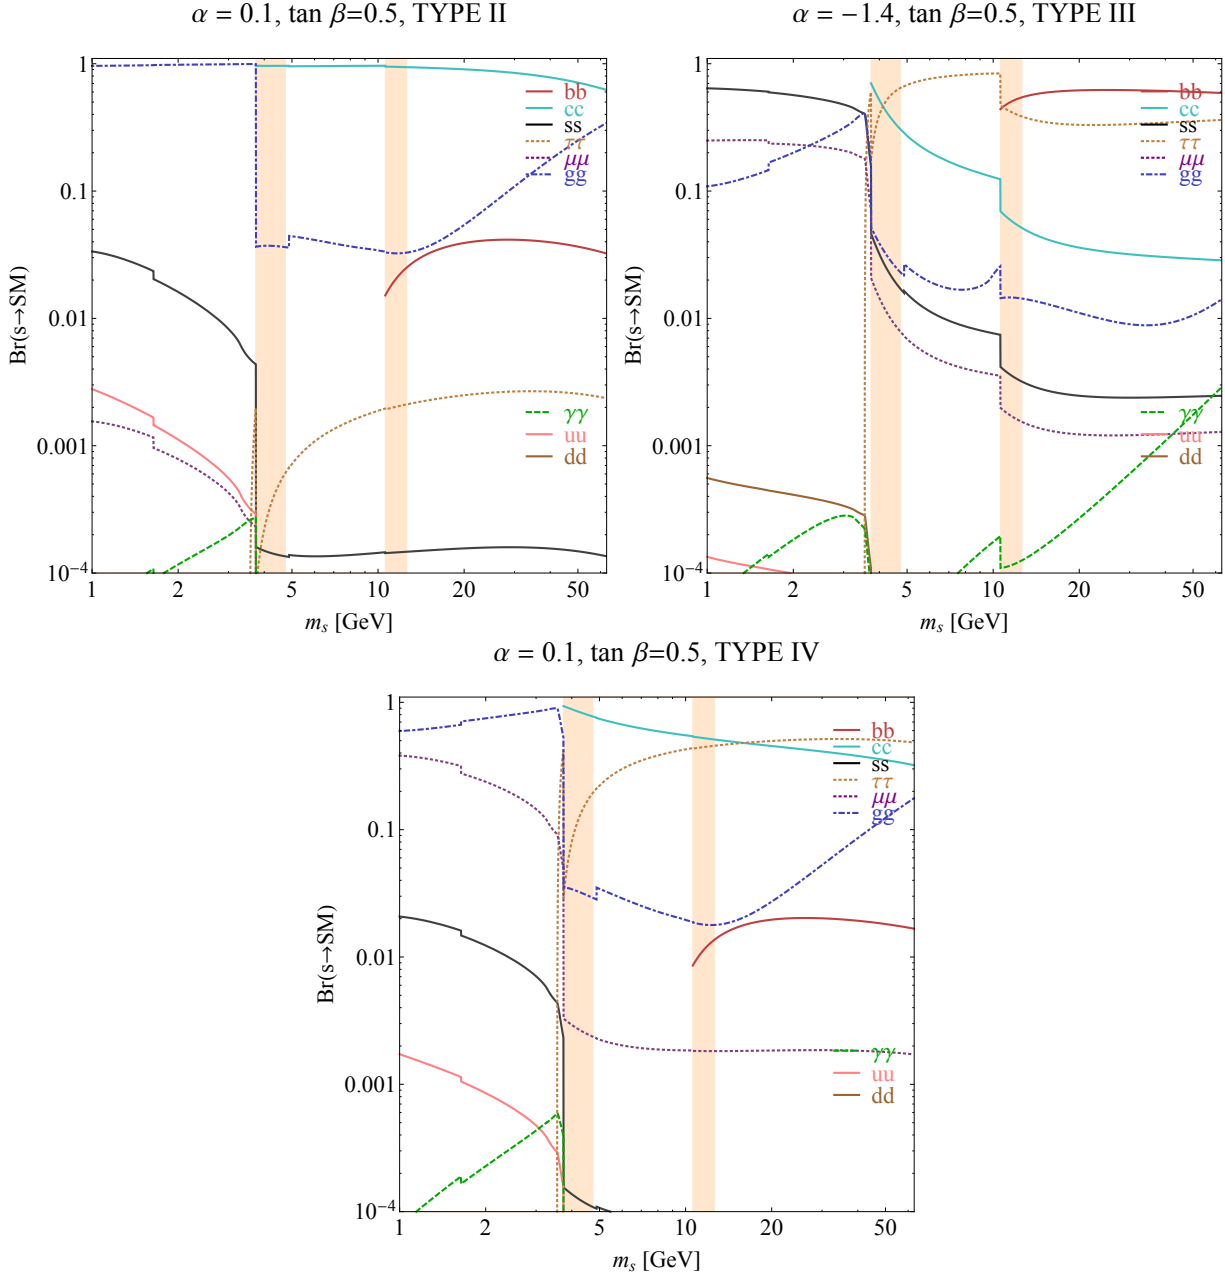 α = 0.1, tan β=0.5, TYPE II
1
0.1
0.01
0.001
10⁻⁴
Br(s→SM)
bb
cc
ss
ττ
μμ
gg
γγ
uu
dd
1 2 5 10 20 50
mₛ [GeV]
α = −1.4, tan β=0.5, TYPE III
1
0.1
0.01
0.001
10⁻⁴
Br(s→SM)
bb
cc
ss
ττ
μμ
gg
γγ
uu
dd
1 2 5 10 20 50
mₛ [GeV]
α = 0.1, tan β=0.5, TYPE IV
1
0.1
0.01
0.001
10⁻⁴
Br(s→SM)
bb
cc
ss
ττ
μμ
gg
γγ
uu
dd
1 2 5 10 20 50
mₛ [GeV]